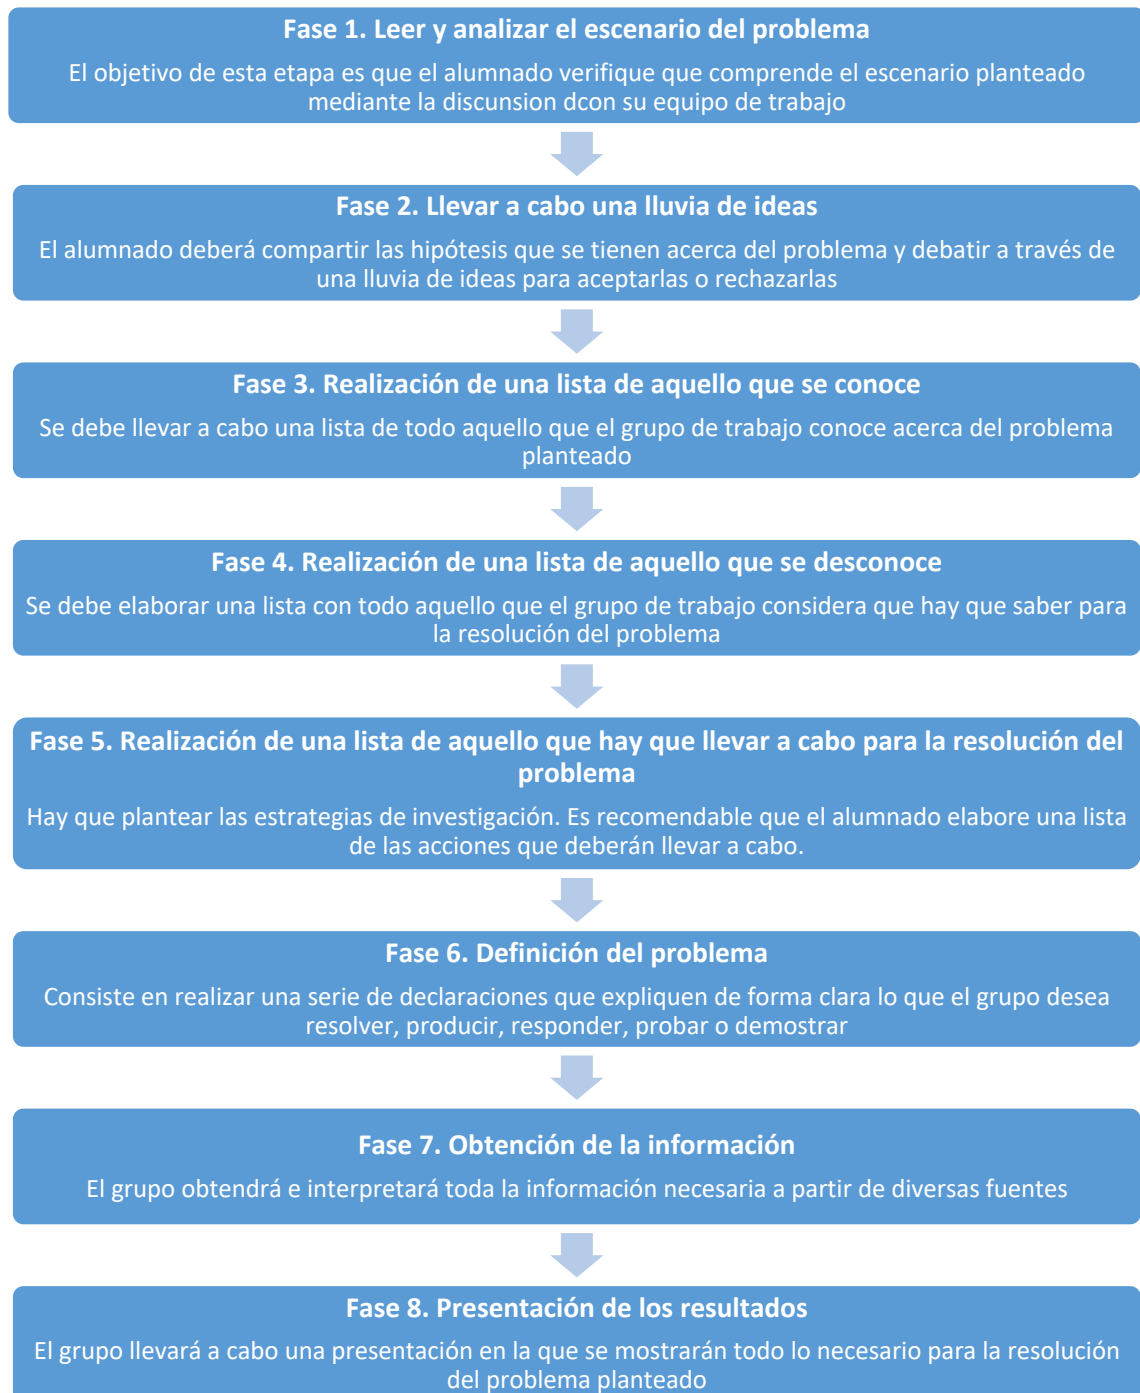 Fase 1. Leer y analizar el escenario del problema
El objetivo de esta etapa es que el alumnado verifique que comprende el escenario planteado
mediante la discunsion dcon su equipo de trabajo
Fase 2. Llevar a cabo una lluvia de ideas
El alumnado deberá compartir las hipótesis que se tienen acerca del problema y debatir a través de
una lluvia de ideas para aceptarlas o rechazarlas
Fase 3. Realización de una lista de aquello que se conoce
Se debe llevar a cabo una lista de todo aquello que el grupo de trabajo conoce acerca del problema
planteado
Fase 4. Realización de una lista de aquello que se desconoce
Se debe elaborar una lista con todo aquello que el grupo de trabajo considera que hay que saber para
la resolución del problema
Fase 5. Realización de una lista de aquello que hay que llevar a cabo para la resolución del
problema
Hay que plantear las estrategias de investigación. Es recomendable que el alumnado elabore una lista
de las acciones que deberán llevar a cabo.
Fase 6. Definición del problema
Consiste en realizar una serie de declaraciones que expliquen de forma clara lo que el grupo desea
resolver, producir, responder, probar o demostrar
Fase 7. Obtención de la información
El grupo obtendrá e interpretará toda la información necesaria a partir de diversas fuentes
Fase 8. Presentación de los resultados
El grupo llevará a cabo una presentación en la que se mostrarán todo lo necesario para la resolución
del problema planteado